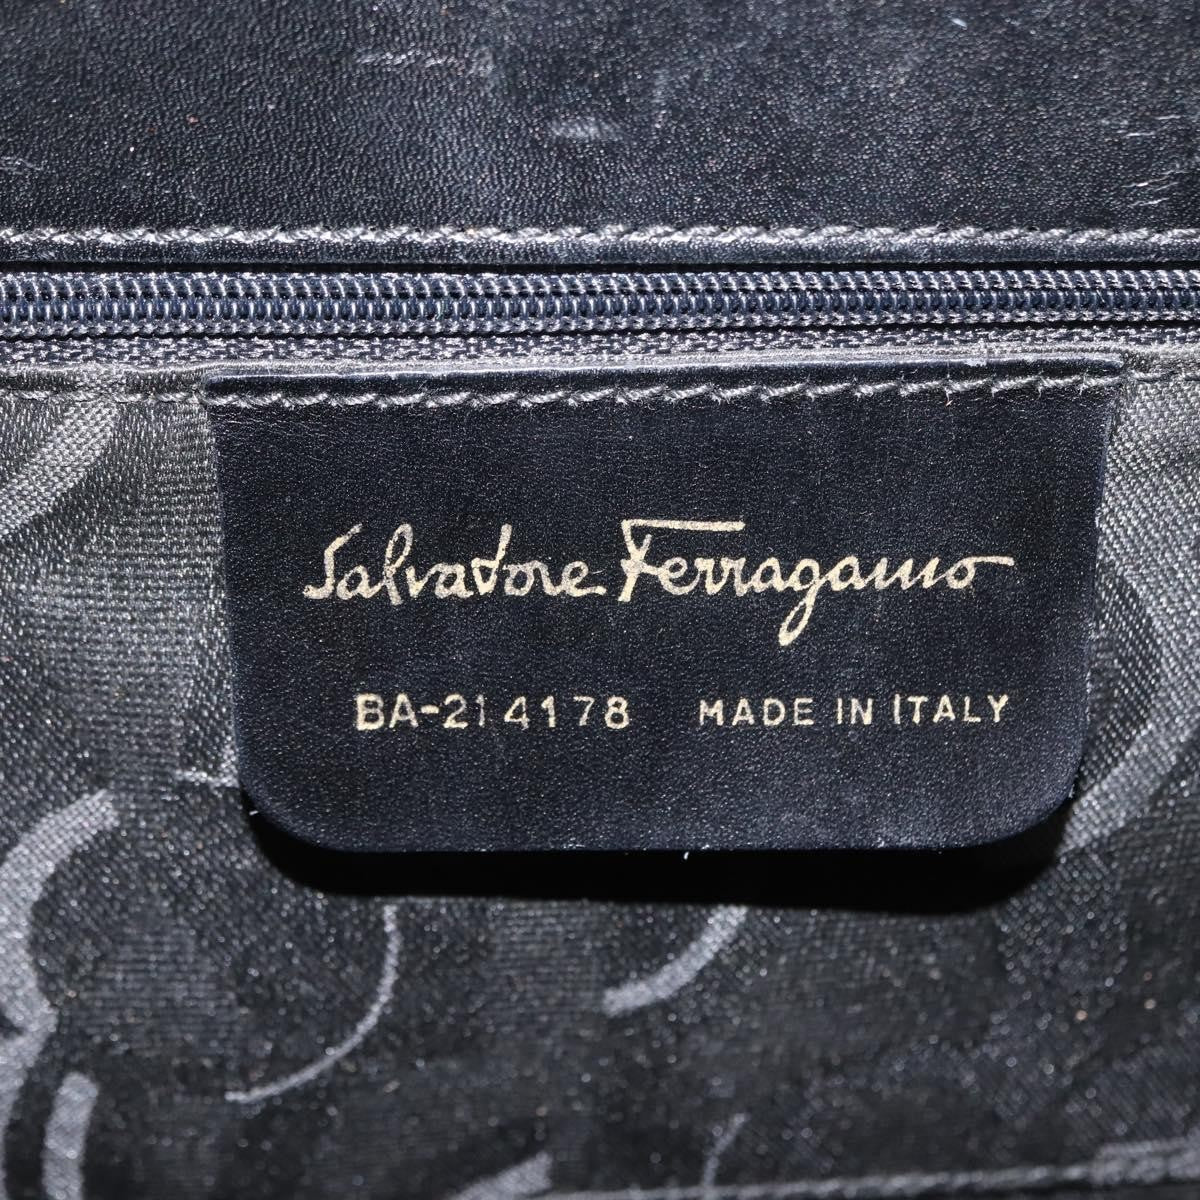 Salvatore Ferragamo
BA-21 4178 MADE IN ITALY